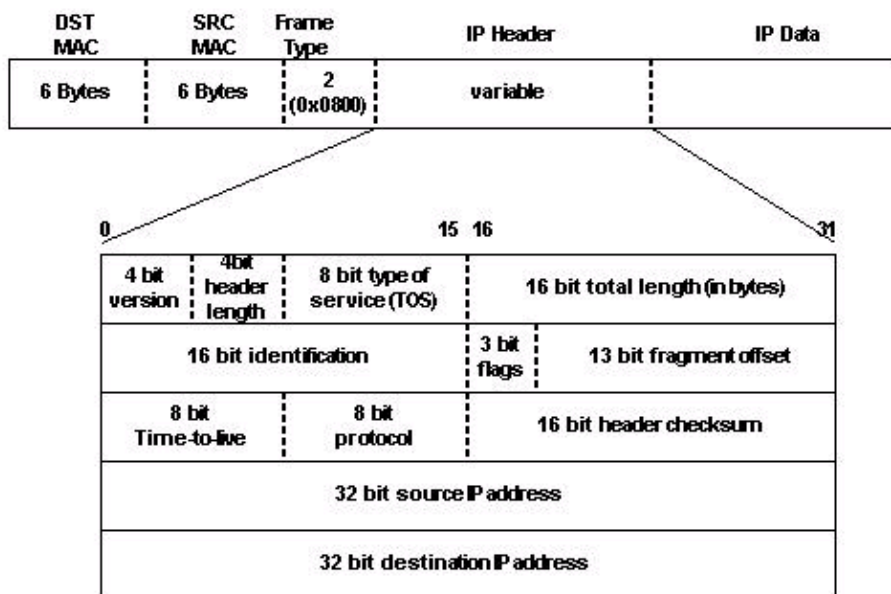 DST MAC
SRC MAC
Frame Type
IP Header
IP Data
6 Bytes
6 Bytes
2 (0x0800)
variable
0
15
16
31
4 bit version
4bit header length
8 bit type of service (TOS)
16 bit total length (in bytes)
16 bit identification
3 bit flags
13 bit fragment offset
8 bit Time-to-live
8 bit protocol
16 bit header checksum
32 bit source IP address
32 bit destination IP address